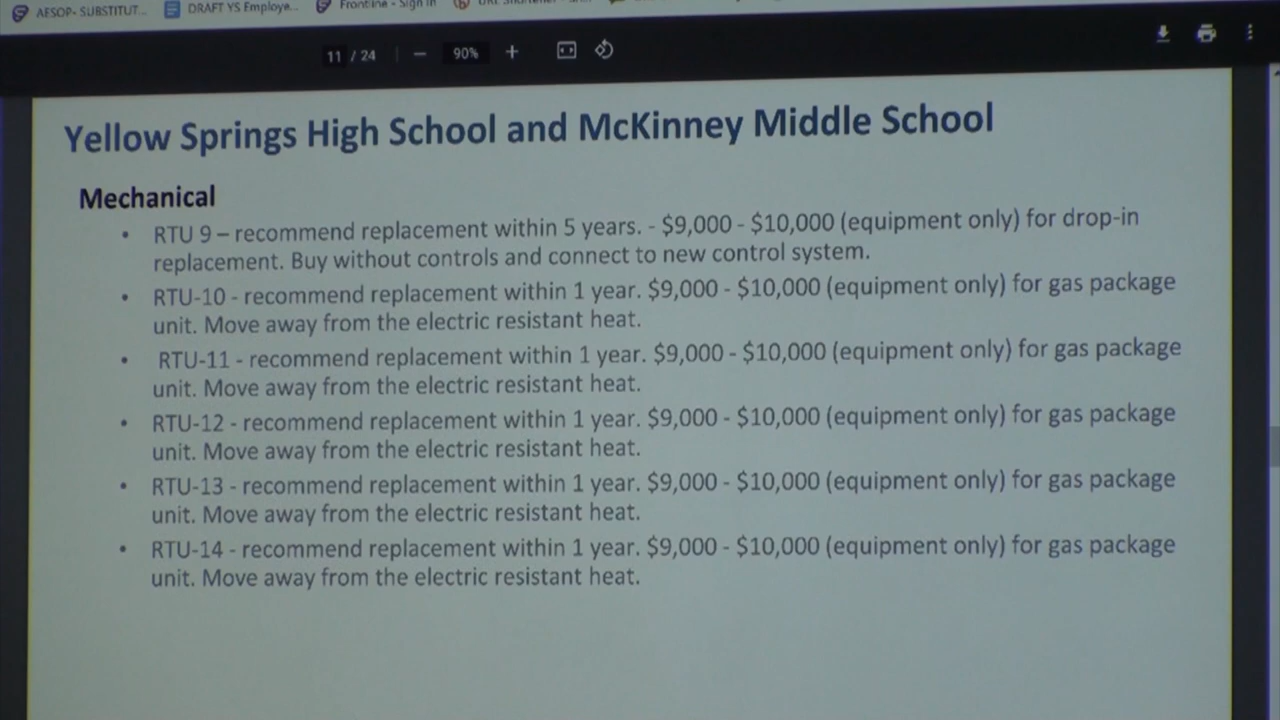 AESOP- SUBSTITUT...
DRAFT YS Employe...
Frontline - Sign in
11 / 24
90%
Yellow Springs High School and McKinney Middle School
Mechanical
• RTU 9 – recommend replacement within 5 years. - $9,000 - $10,000 (equipment only) for drop-in
replacement. Buy without controls and connect to new control system.
• RTU-10 - recommend replacement within 1 year. $9,000 - $10,000 (equipment only) for gas package
unit. Move away from the electric resistant heat.
• RTU-11 - recommend replacement within 1 year. $9,000 - $10,000 (equipment only) for gas package
unit. Move away from the electric resistant heat.
• RTU-12 - recommend replacement within 1 year. $9,000 - $10,000 (equipment only) for gas package
unit. Move away from the electric resistant heat.
• RTU-13 - recommend replacement within 1 year. $9,000 - $10,000 (equipment only) for gas package
unit. Move away from the electric resistant heat.
• RTU-14 - recommend replacement within 1 year. $9,000 - $10,000 (equipment only) for gas package
unit. Move away from the electric resistant heat.